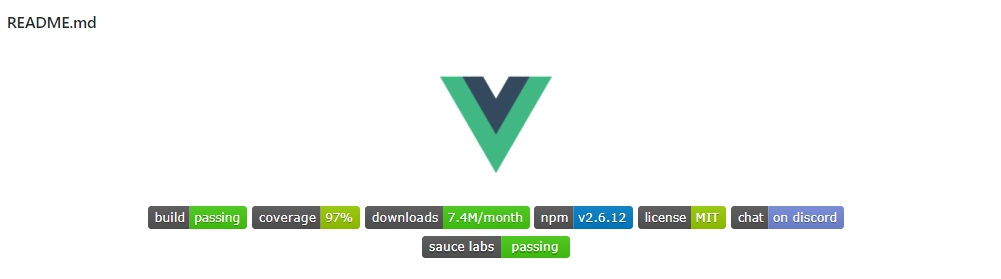 README.md
build passing coverage 97% downloads 7.4M/month npm v2.6.12 license MIT chat on discord
sauce labs passing